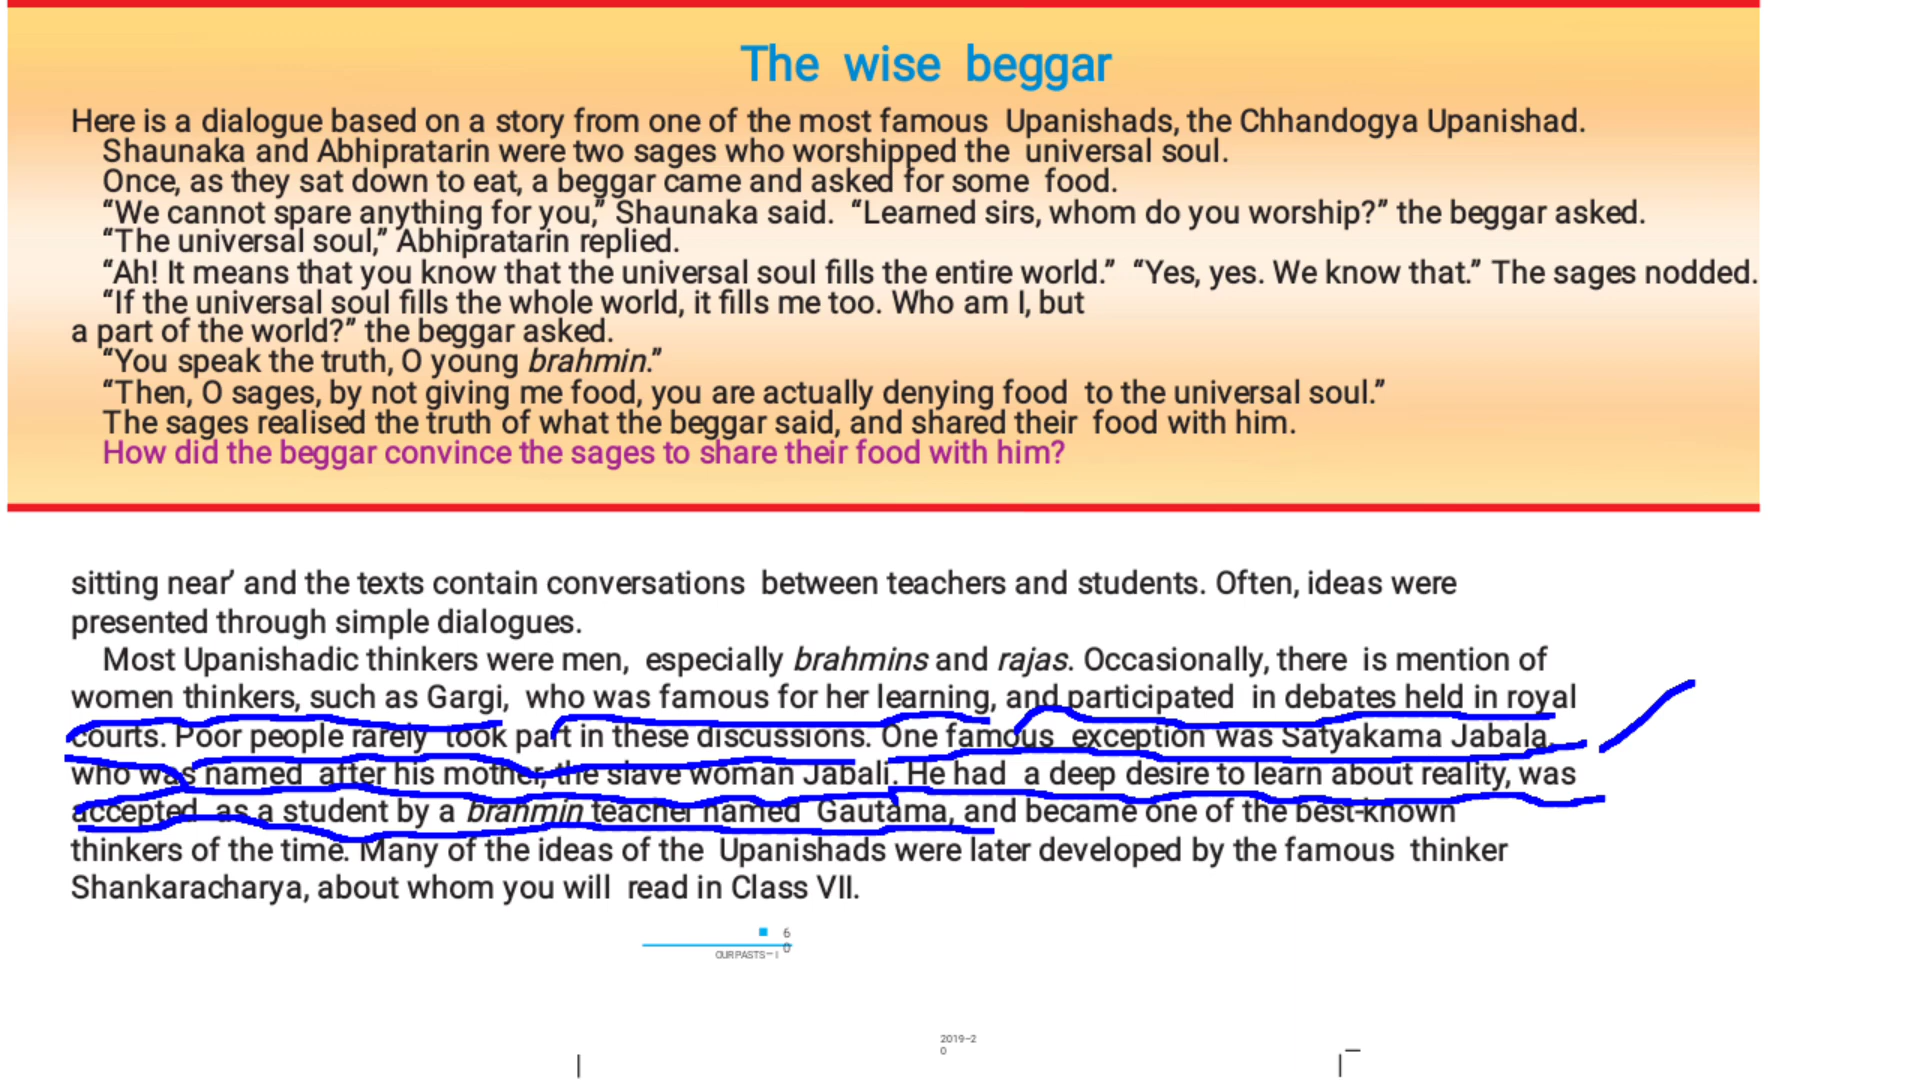 The wise beggar
Here is a dialogue based on a story from one of the most famous Upanishads, the Chhandogya Upanishad.
Shaunaka and Abhipratarin were two sages who worshipped the universal soul.
Once, as they sat down to eat, a beggar came and asked for some food.
“We cannot spare anything for you,” Shaunaka said. “Learned sirs, whom do you worship?” the beggar asked.
“The universal soul,” Abhipratarin replied.
“Ah! It means that you know that the universal soul fills the entire world.” “Yes, yes. We know that.” The sages nodded.
“If the universal soul fills the whole world, it fills me too. Who am I, but
a part of the world?” the beggar asked.
“You speak the truth, O young brahmin.”
“Then, O sages, by not giving me food, you are actually denying food to the universal soul.”
The sages realised the truth of what the beggar said, and shared their food with him.
How did the beggar convince the sages to share their food with him?
sitting near’ and the texts contain conversations between teachers and students. Often, ideas were
presented through simple dialogues.
Most Upanishadic thinkers were men, especially brahmins and rajas. Occasionally, there is mention of
women thinkers, such as Gargi, who was famous for her learning, and participated in debates held in royal
courts. Poor people rarely took part in these discussions. One famous exception was Satyakama Jabala,
who was named after his mother, the slave woman Jabali. He had a deep desire to learn about reality, was
accepted as a student by a brahmin teacher named Gautama, and became one of the best-known
thinkers of the time. Many of the ideas of the Upanishads were later developed by the famous thinker
Shankaracharya, about whom you will read in Class VII.
6
0
OUR PASTS–I
2019–2
0